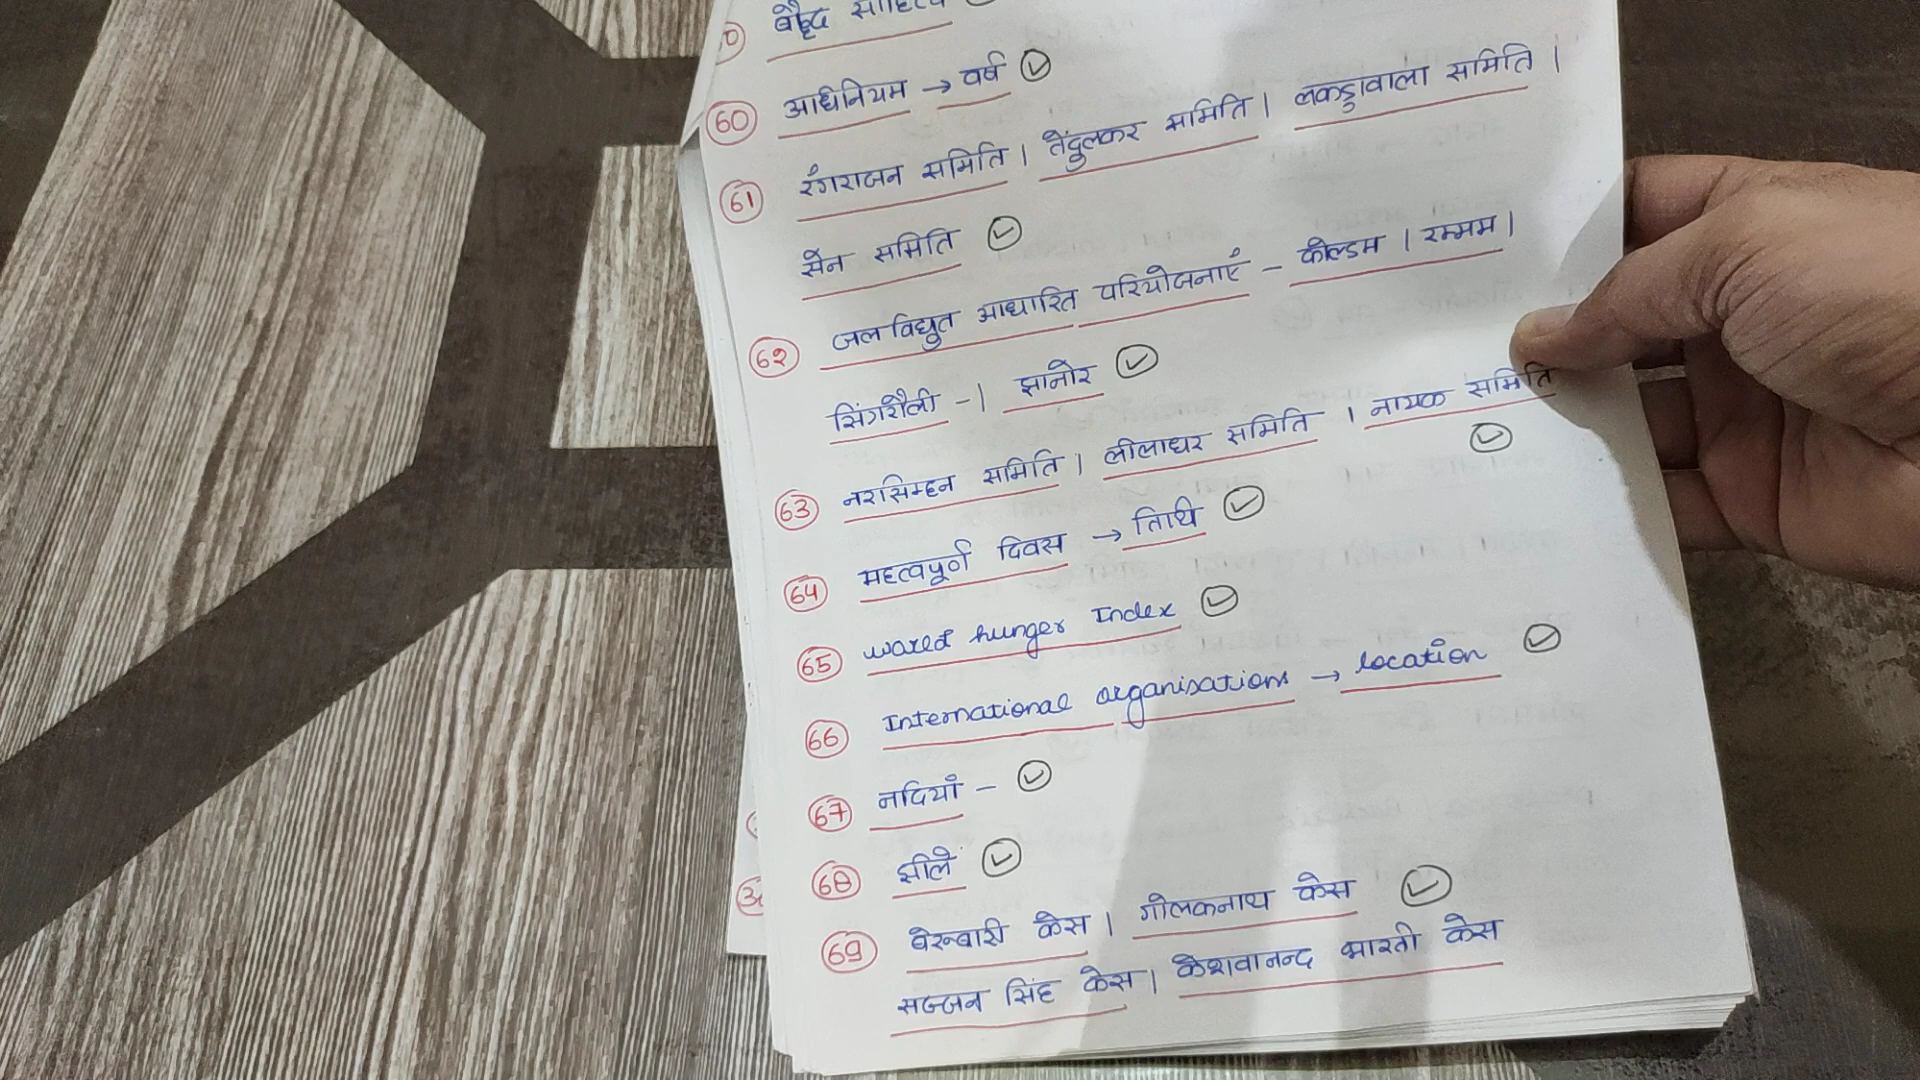 बौद्ध साहित्य
60 अधिनियम → वर्ष
61 रंगराजन समिति । तेंदुलकर समिति । लकड़ावाला समिति ।
सेन समिति
62 जल विद्युत आधारित परियोजनाएं – कोल्डम । रम्मम ।
सिंगरौली - । झानोर
63 नरसिम्हन समिति । लीलाधर समिति । नायक समिति
64 महत्वपूर्ण दिवस → तिथि
65 world hunger Index
66 International organisations → location
67 नदियाँ –
68 झीलें
69 बेरूबारी केस । गोलकनाथ केस
सज्जन सिंह केस । केशवानन्द भारती केस